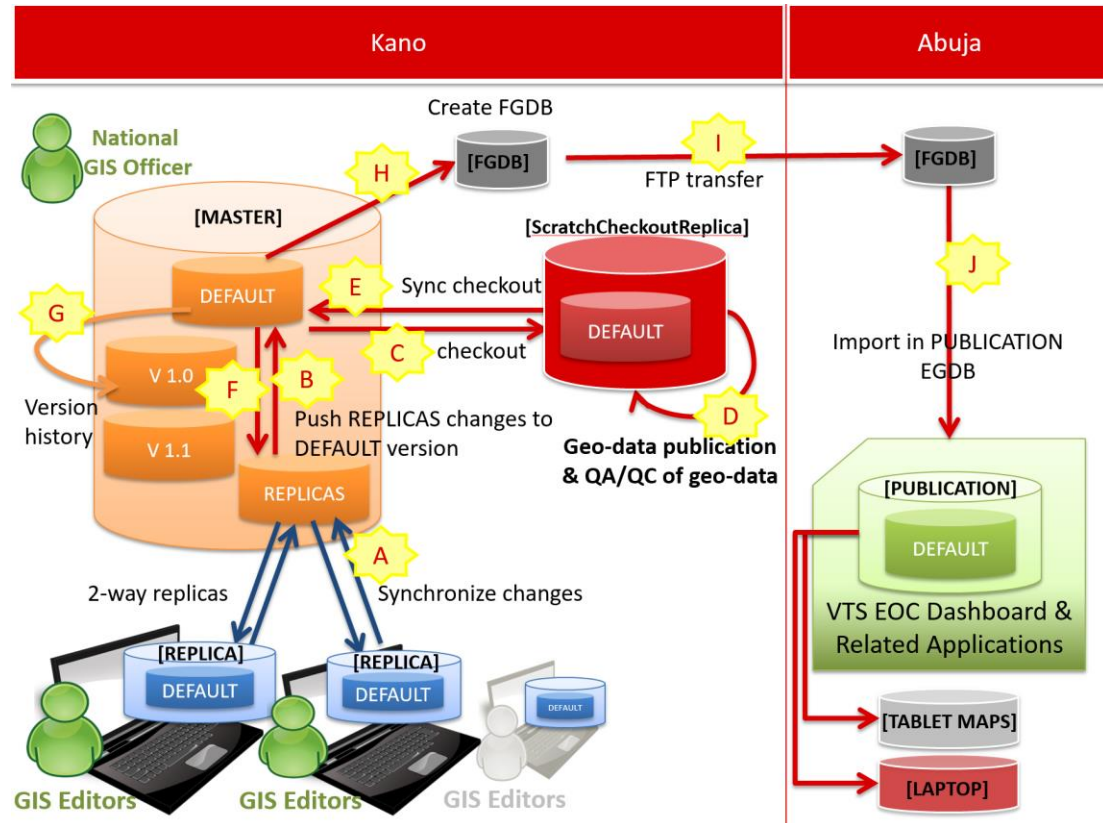 Kano
Abuja
National
GIS Officer
Create FGDB
[FGDB]
H
I
FTP transfer
[FGDB]
[MASTER]
[ScratchCheckoutReplica]
DEFAULT
E
Sync checkout
J
G
DEFAULT
C
checkout
V 1.0
F
B
D
Import in PUBLICATION
EGDB
Version
history
V 1.1
Push REPLICAS changes to
DEFAULT version
Geo-data publication
& QA/QC of geo-data
REPLICAS
[PUBLICATION]
DEFAULT
A
2-way replicas
Synchronize changes
VTS EOC Dashboard &
Related Applications
[REPLICA]
DEFAULT
[REPLICA]
DEFAULT
DEFAULT
[TABLET MAPS]
[LAPTOP]
GIS Editors
GIS Editors
GIS Editors